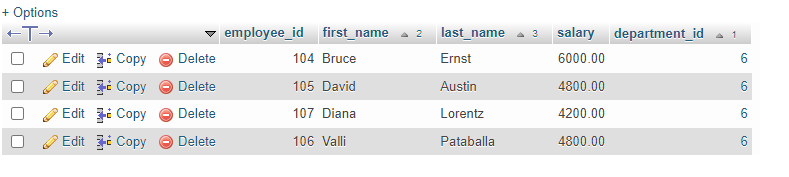 + Options
employee_id first_name 2 last_name 3 salary department_id 1
Edit Copy Delete 104 Bruce Ernst 6000.00 6
Edit Copy Delete 105 David Austin 4800.00 6
Edit Copy Delete 107 Diana Lorentz 4200.00 6
Edit Copy Delete 106 Valli Pataballa 4800.00 6